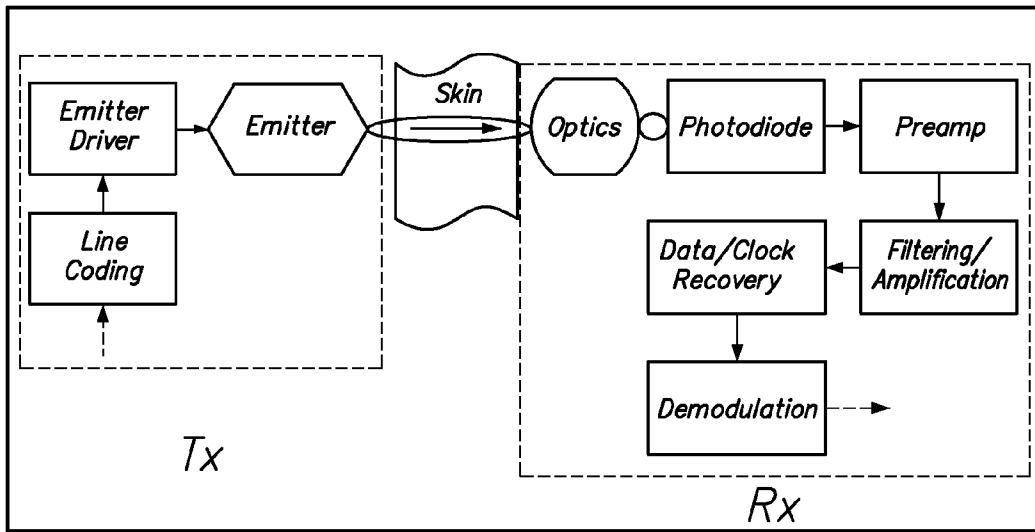 Emitter
Driver
Emitter
Skin
Optics
Photodiode
Preamp
Line
Coding
Data/Clock
Recovery
Filtering/
Amplification
Demodulation
Tx
Rx